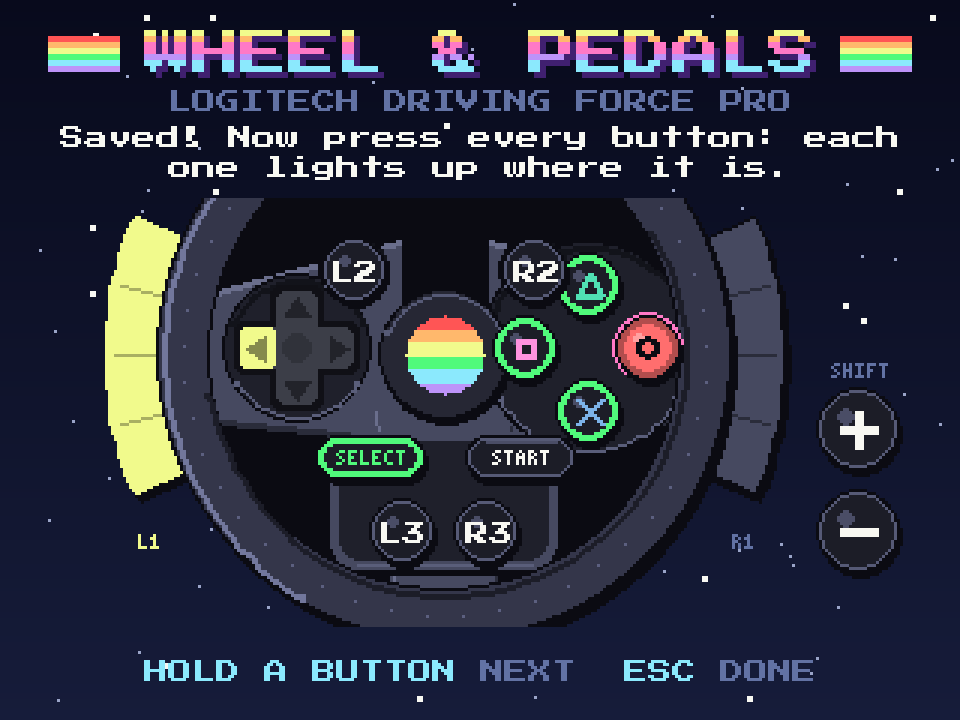 WHEEL & PEDALS
LOGITECH DRIVING FORCE PRO
Saved! Now press every button: each
one lights up where it is.
L2
R2
SHIFT
SELECT
START
L3
R3
L1
R1
HOLD A BUTTON NEXT ESC DONE